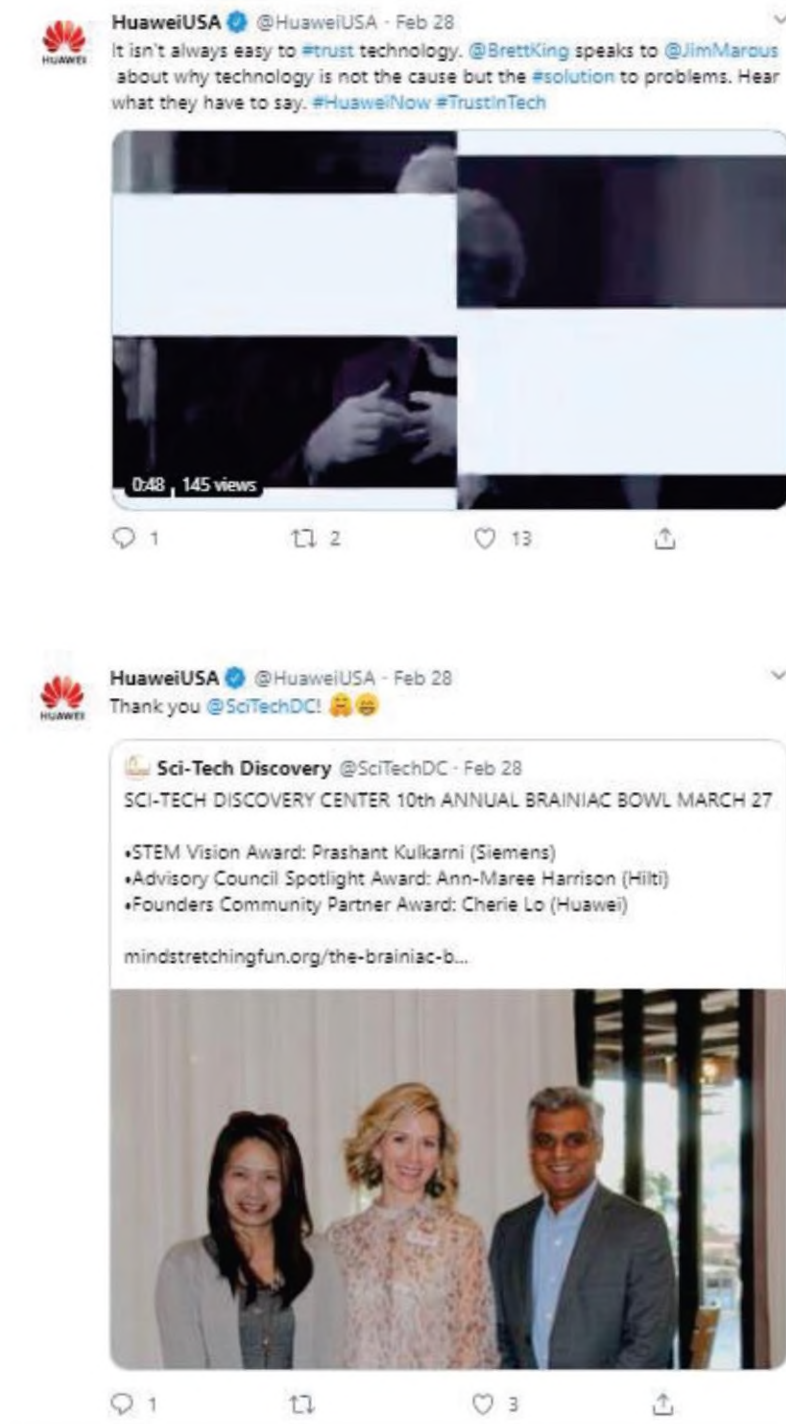 HuaweiUSA @HuaweiUSA · Feb 28
HUAWEI
It isn't always easy to #trust technology. @BrettKing speaks to @JimMarous
about why technology is not the cause but the #solution to problems. Hear
what they have to say. #HuaweiNow #TrustInTech
0:48 145 views
1 2 13
HuaweiUSA @HuaweiUSA · Feb 28
HUAWEI
Thank you @SciTechDC! 🤗😄
Sci-Tech Discovery @SciTechDC · Feb 28
SCI-TECH DISCOVERY CENTER 10th ANNUAL BRAINIAC BOWL MARCH 27
•STEM Vision Award: Prashant Kulkarni (Siemens)
•Advisory Council Spotlight Award: Ann-Maree Harrison (Hilti)
•Founders Community Partner Award: Cherie Lo (Huawei)
mindstretchingfun.org/the-brainiac-b...
1 3